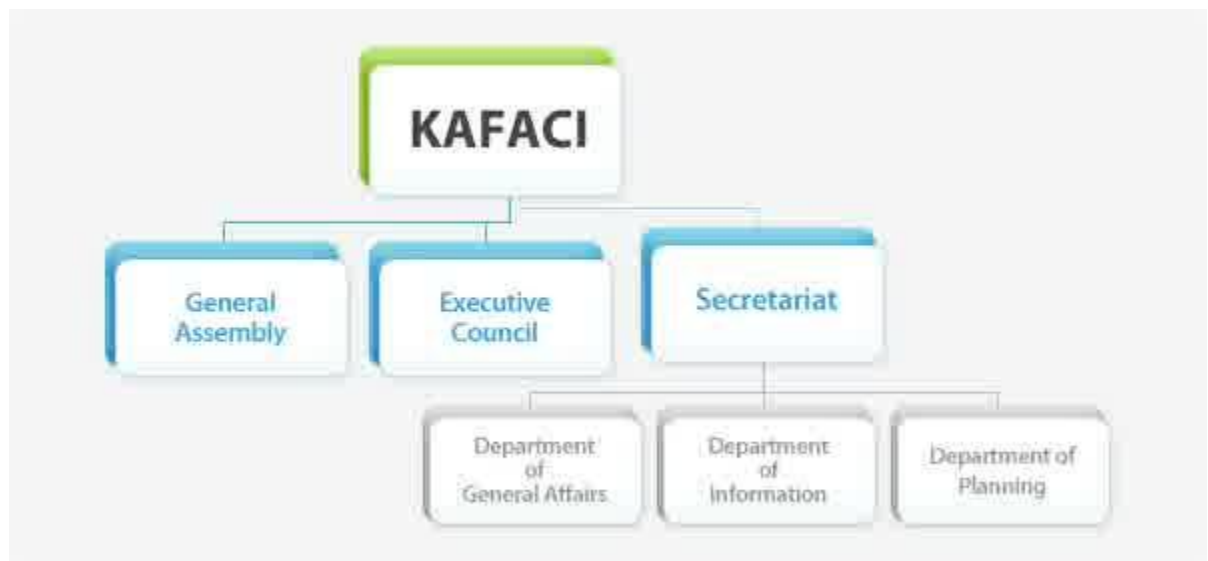 KAFACI
General
Assembly
Executive
Council
Secretariat
Department
of
General Affairs
Department
of
Information
Department of
Planning